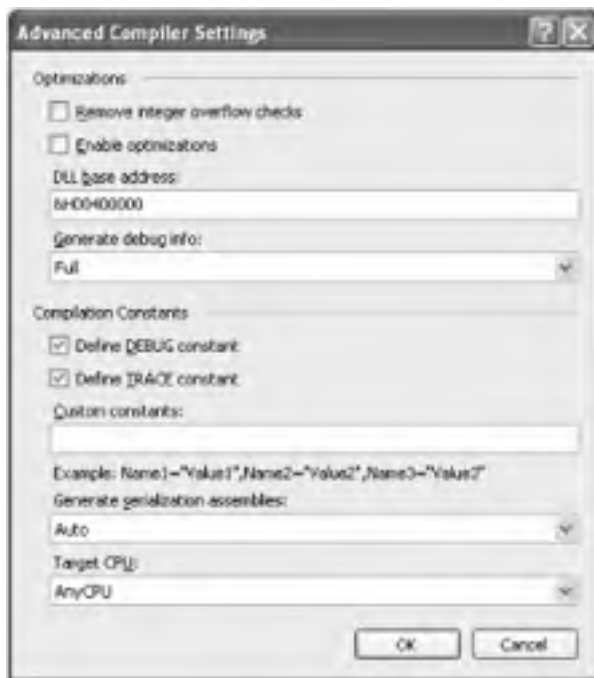 Advanced Compiler Settings
Optimizations
Remove integer overflow checks
Enable optimizations
DLL base address:
&H00400000
Generate debug info:
Full
Compilation Constants
Define DEBUG constant
Define TRACE constant
Custom constants:
Example: Name1="Value1",Name2="Value2",Name3="Value3"
Generate serialization assemblies:
Auto
Target CPU:
AnyCPU
OK
Cancel